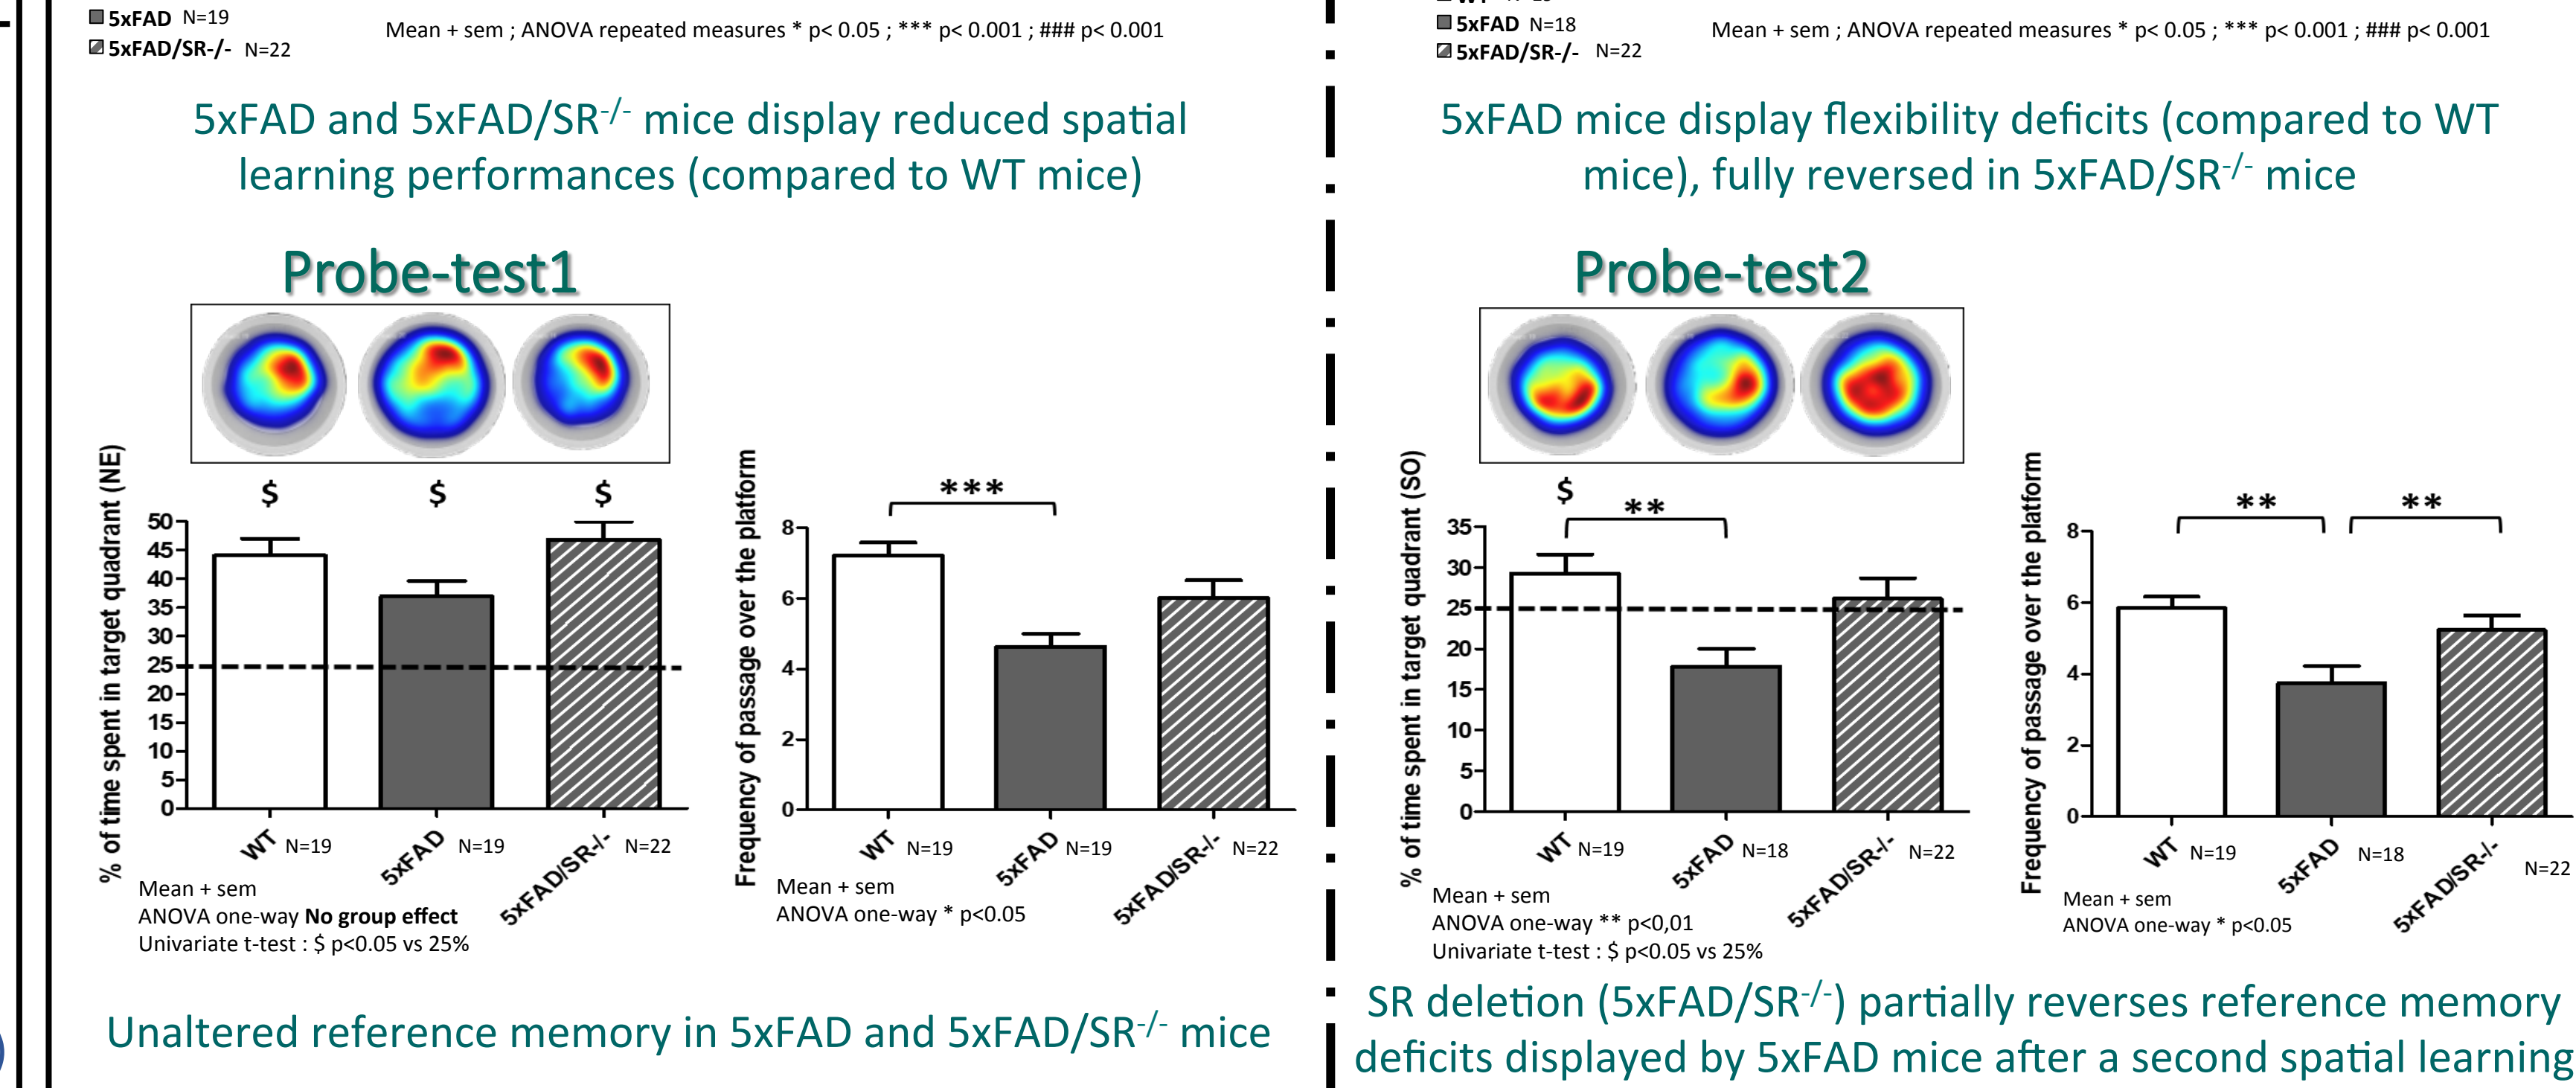 5xFAD N=19
5xFAD/SR-/- N=22
Mean + sem ; ANOVA repeated measures * p< 0.05 ; *** p< 0.001 ; ### p< 0.001
5xFAD and 5xFAD/SR-/- mice display reduced spatial
learning performances (compared to WT mice)
Probe-test1
% of time spent in target quadrant (NE)
$ $ $
50
45
40
35
30
25
20
15
10
5
0
WT N=19
5xFAD N=19
5xFAD/SR-/- N=22
Mean + sem
ANOVA one-way No group effect
Univariate t-test : $ p<0.05 vs 25%
Frequency of passage over the platform
***
8
6
4
2
0
WT N=19
5xFAD N=19
5xFAD/SR-/- N=22
Mean + sem
ANOVA one-way * p<0.05
Unaltered reference memory in 5xFAD and 5xFAD/SR-/- mice
5xFAD N=18
5xFAD/SR-/- N=22
Mean + sem ; ANOVA repeated measures * p< 0.05 ; *** p< 0.001 ; ### p< 0.001
5xFAD mice display flexibility deficits (compared to WT
mice), fully reversed in 5xFAD/SR-/- mice
Probe-test2
% of time spent in target quadrant (SO)
$
**
35
30
25
20
15
10
5
0
WT N=19
5xFAD N=18
5xFAD/SR-/- N=22
Mean + sem
ANOVA one-way ** p<0,01
Univariate t-test : $ p<0.05 vs 25%
Frequency of passage over the platform
** **
8
6
4
2
0
WT N=19
5xFAD N=18
5xFAD/SR-/- N=22
Mean + sem
ANOVA one-way * p<0.05
SR deletion (5xFAD/SR-/-) partially reverses reference memory
deficits displayed by 5xFAD mice after a second spatial learning